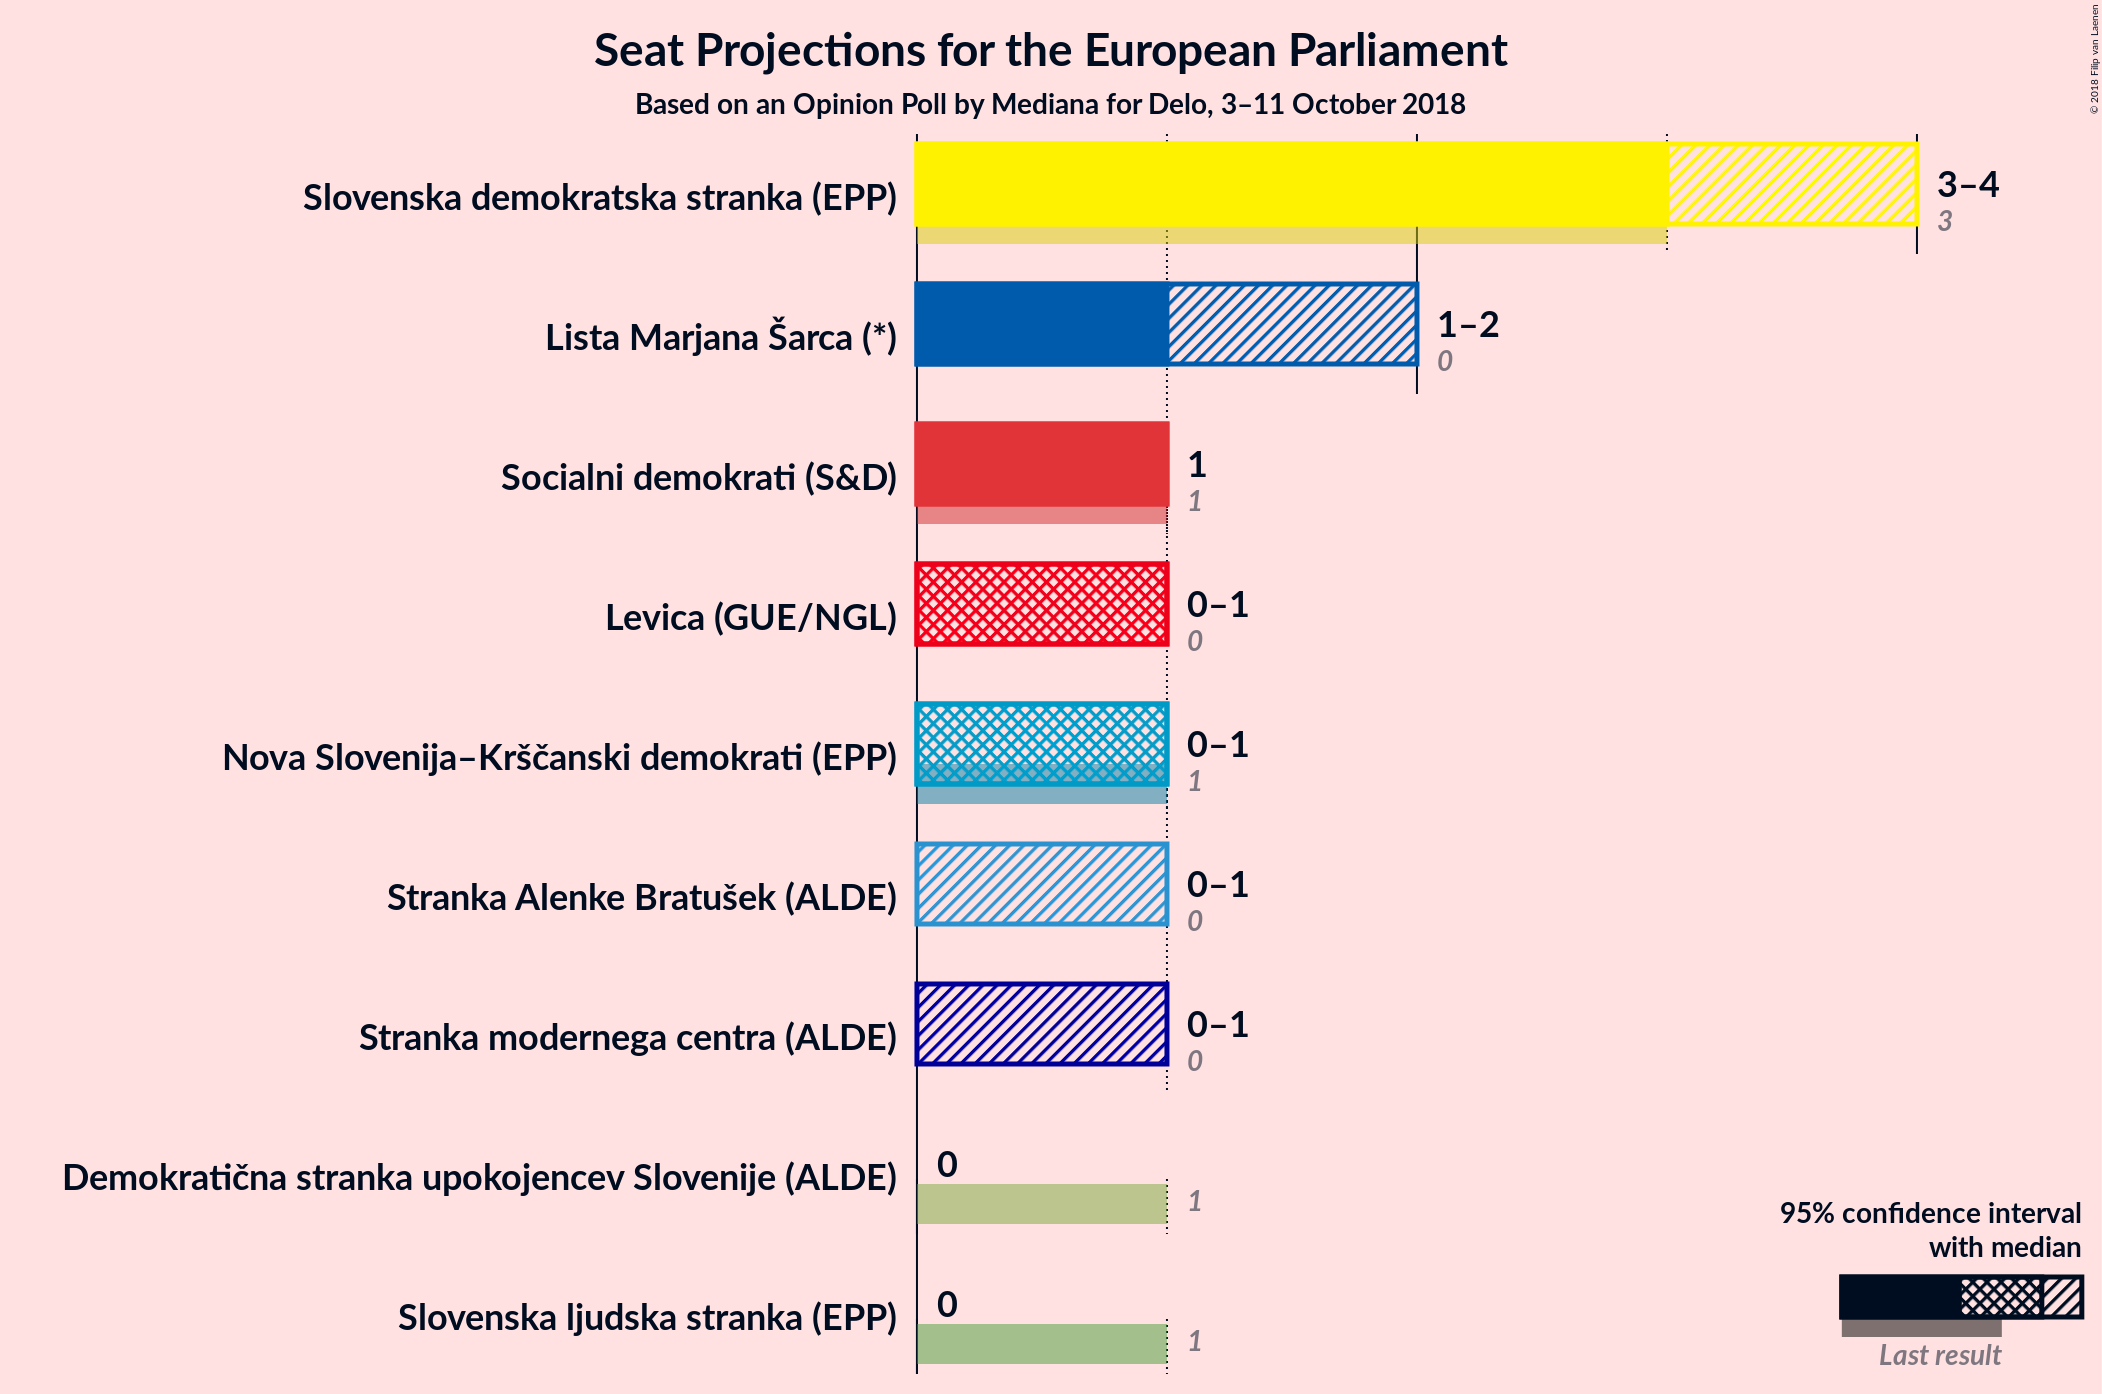 Seat Projections for the European Parliament
Based on an Opinion Poll by Mediana for Delo, 3–11 October 2018
© 2018 Filip van Laenen
Slovenska demokratska stranka (EPP)
3–4
3
Lista Marjana Šarca (*)
1–2
0
Socialni demokrati (S&D)
1
1
Levica (GUE/NGL)
0–1
0
Nova Slovenija–Krščanski demokrati (EPP)
0–1
1
Stranka Alenke Bratušek (ALDE)
0–1
0
Stranka modernega centra (ALDE)
0–1
0
Demokratična stranka upokojencev Slovenije (ALDE)
0
1
Slovenska ljudska stranka (EPP)
0
1
95% confidence interval
with median
Last result